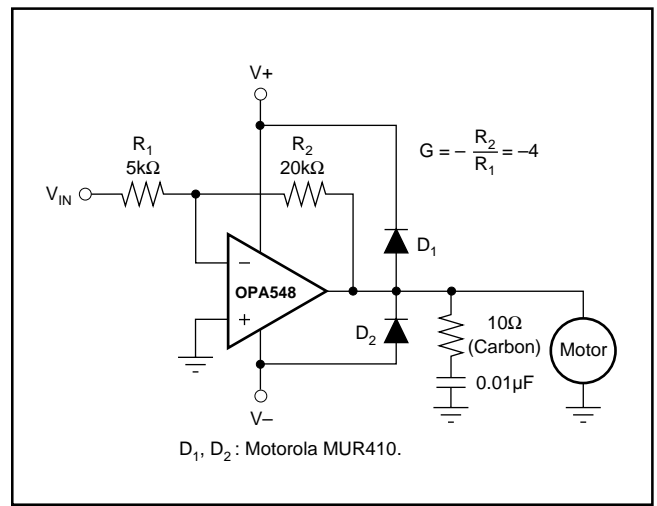 V+
R1
5kΩ
R2
20kΩ
G = – R2/R1 = –4
VIN
–
+
OPA548
D1
D2
10Ω
(Carbon)
0.01µF
Motor
V–
D1, D2 : Motorola MUR410.